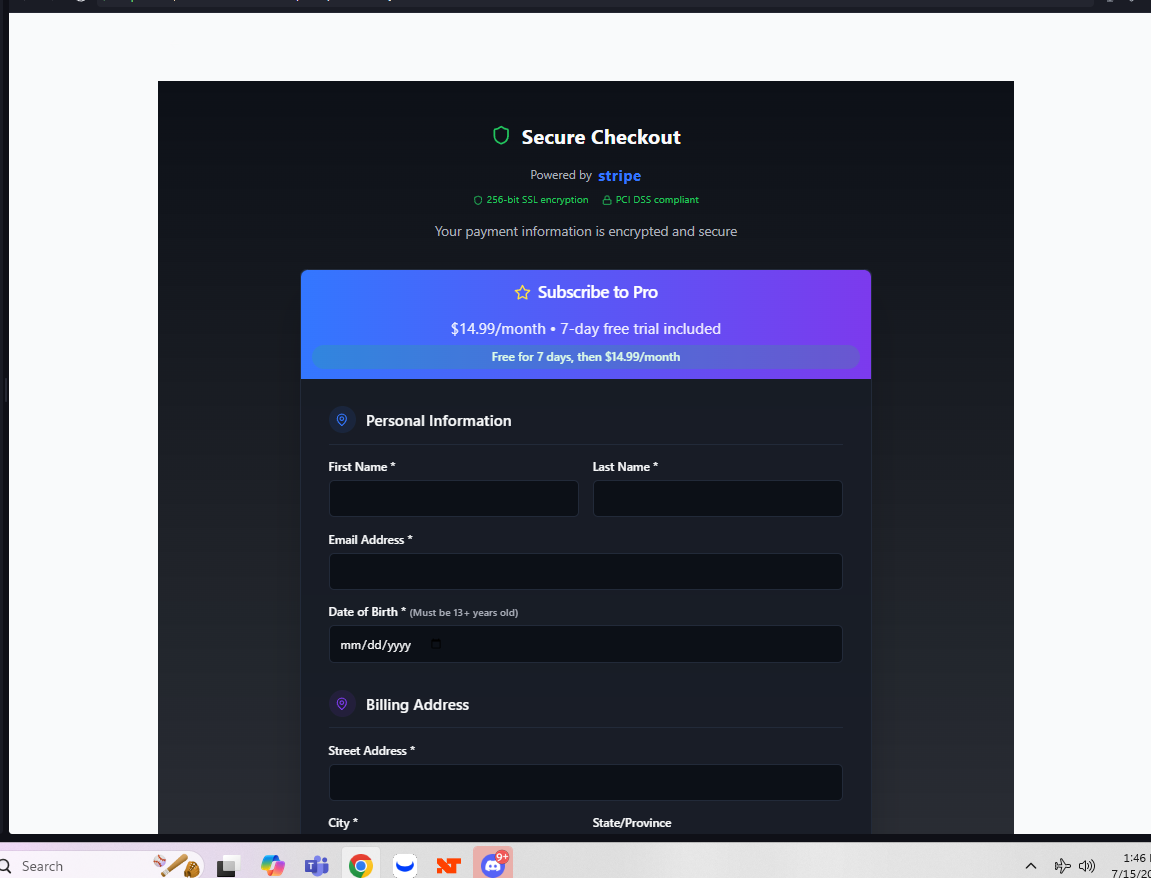 Secure Checkout
Powered by stripe
256-bit SSL encryption PCI DSS compliant
Your payment information is encrypted and secure
Subscribe to Pro
$14.99/month • 7-day free trial included
Free for 7 days, then $14.99/month
Personal Information
First Name * Last Name *
Email Address *
Date of Birth * (Must be 13+ years old)
mm/dd/yyyy
Billing Address
Street Address *
City * State/Province
Search
9+
1:46
7/15/20